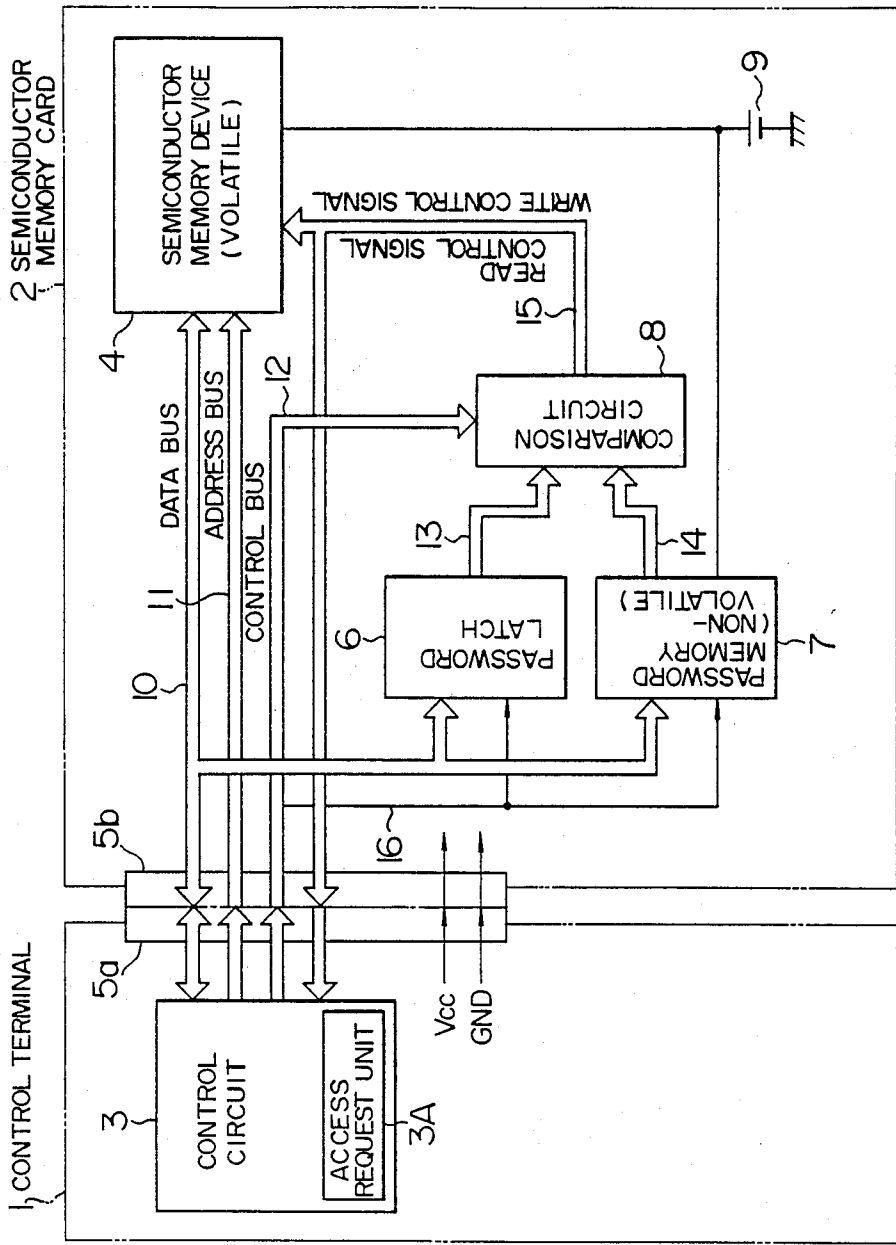 1 CONTROL TERMINAL
3
CONTROL
CIRCUIT
ACCESS
REQUEST UNIT
3A
5a
5b
Vcc
GND
2 SEMICONDUCTOR
MEMORY CARD
4
SEMICONDUCTOR
MEMORY DEVICE
(VOLATILE)
10
DATA BUS
ADDRESS BUS
11
CONTROL BUS
12
READ
CONTROL SIGNAL
WRITE CONTROL SIGNAL
15
6
PASSWORD
LATCH
13
8
COMPARISON
CIRCUIT
14
PASSWORD
MEMORY
(NON-
VOLATILE)
7
16
9